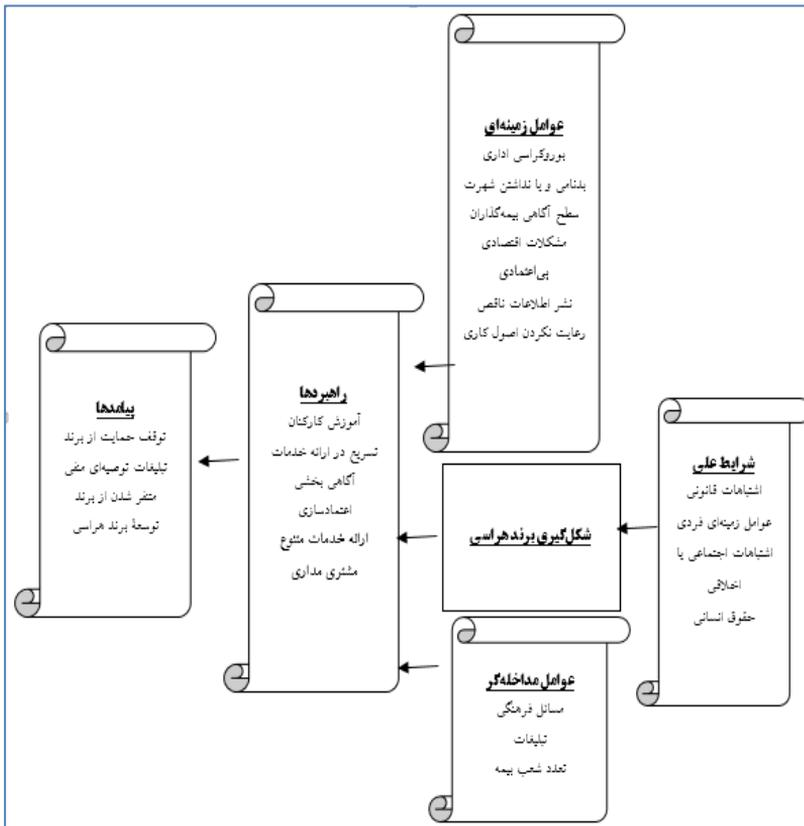 شرایط علی
اشتباهات قانونی
عوامل زمینه‌ای فردی
اشتباهات اجتماعی یا
اخلاقی
حقوق انسانی
عوامل زمینه‌ای
بوروکراسی اداری
بدنامی و یا نداشتن شهرت
سطح آگاهی بیمه‌گذاران
مشکلات اقتصادی
بی‌اعتمادی
نشر اطلاعات ناقص
رعایت نکردن اصول کاری
شکل‌گیری برندهراسی
عوامل مداخله‌گر
مسائل فرهنگی
تبلیغات
تعدد شعب بیمه
راهبردها
آموزش کارکنان
تسریع در ارائه خدمات
آگاهی بخشی
اعتمادسازی
ارائه خدمات متنوع
مشتری مداری
پیامدها
توقف حمایت از برند
تبلیغات توصیه‌ای منفی
متنفر شدن از برند
توسعهٔ برند هراسی